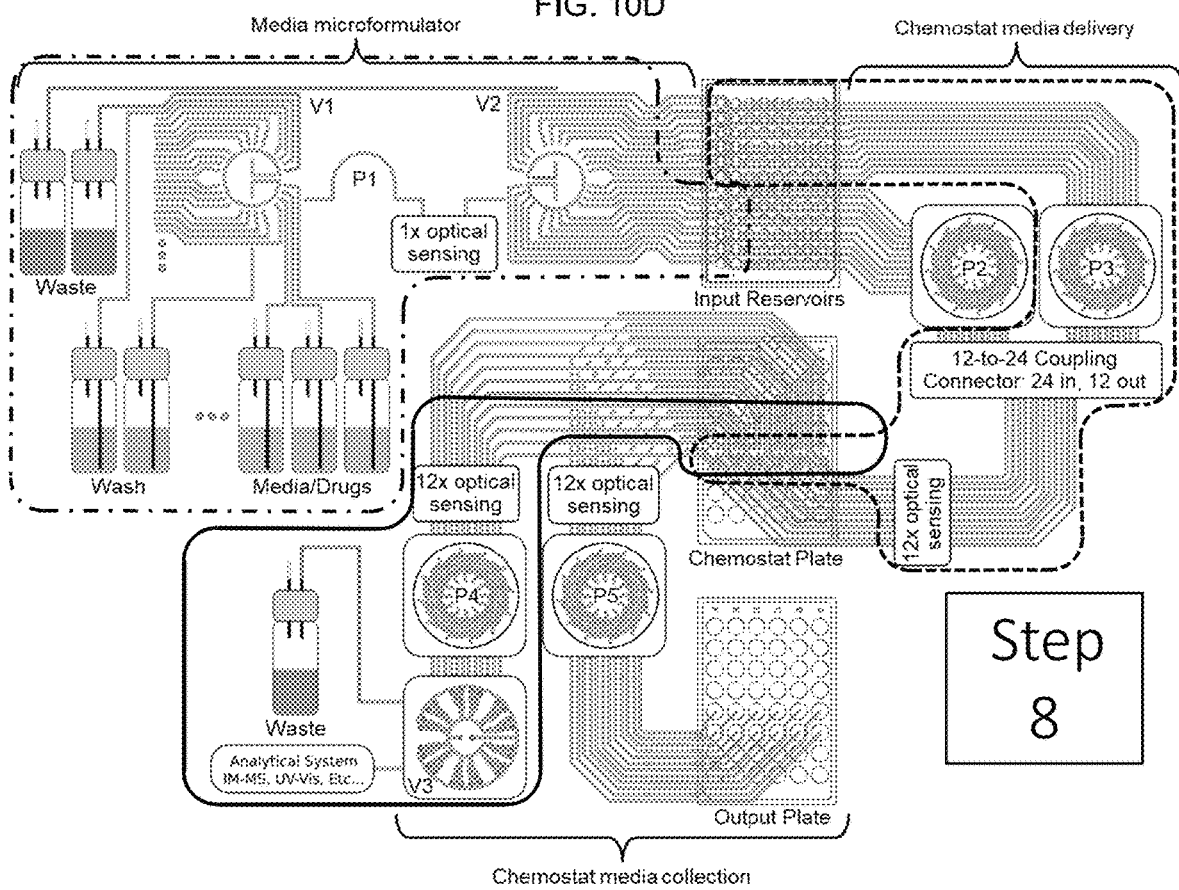 FIG. 10D
Media microformulator
Chemostat media delivery
V1
V2
P1
1x optical
sensing
Waste
Input Reservoirs
P2
P3
12-to-24 Coupling
Connector: 24 in, 12 out
Wash
Media/Drugs
12x optical
sensing
12x optical
sensing
12x optical
sensing
Chemostat Plate
P4
P5
Step
8
Waste
Analytical System
IM-MS, UV-Vis, Etc...
V3
Output Plate
Chemostat media collection